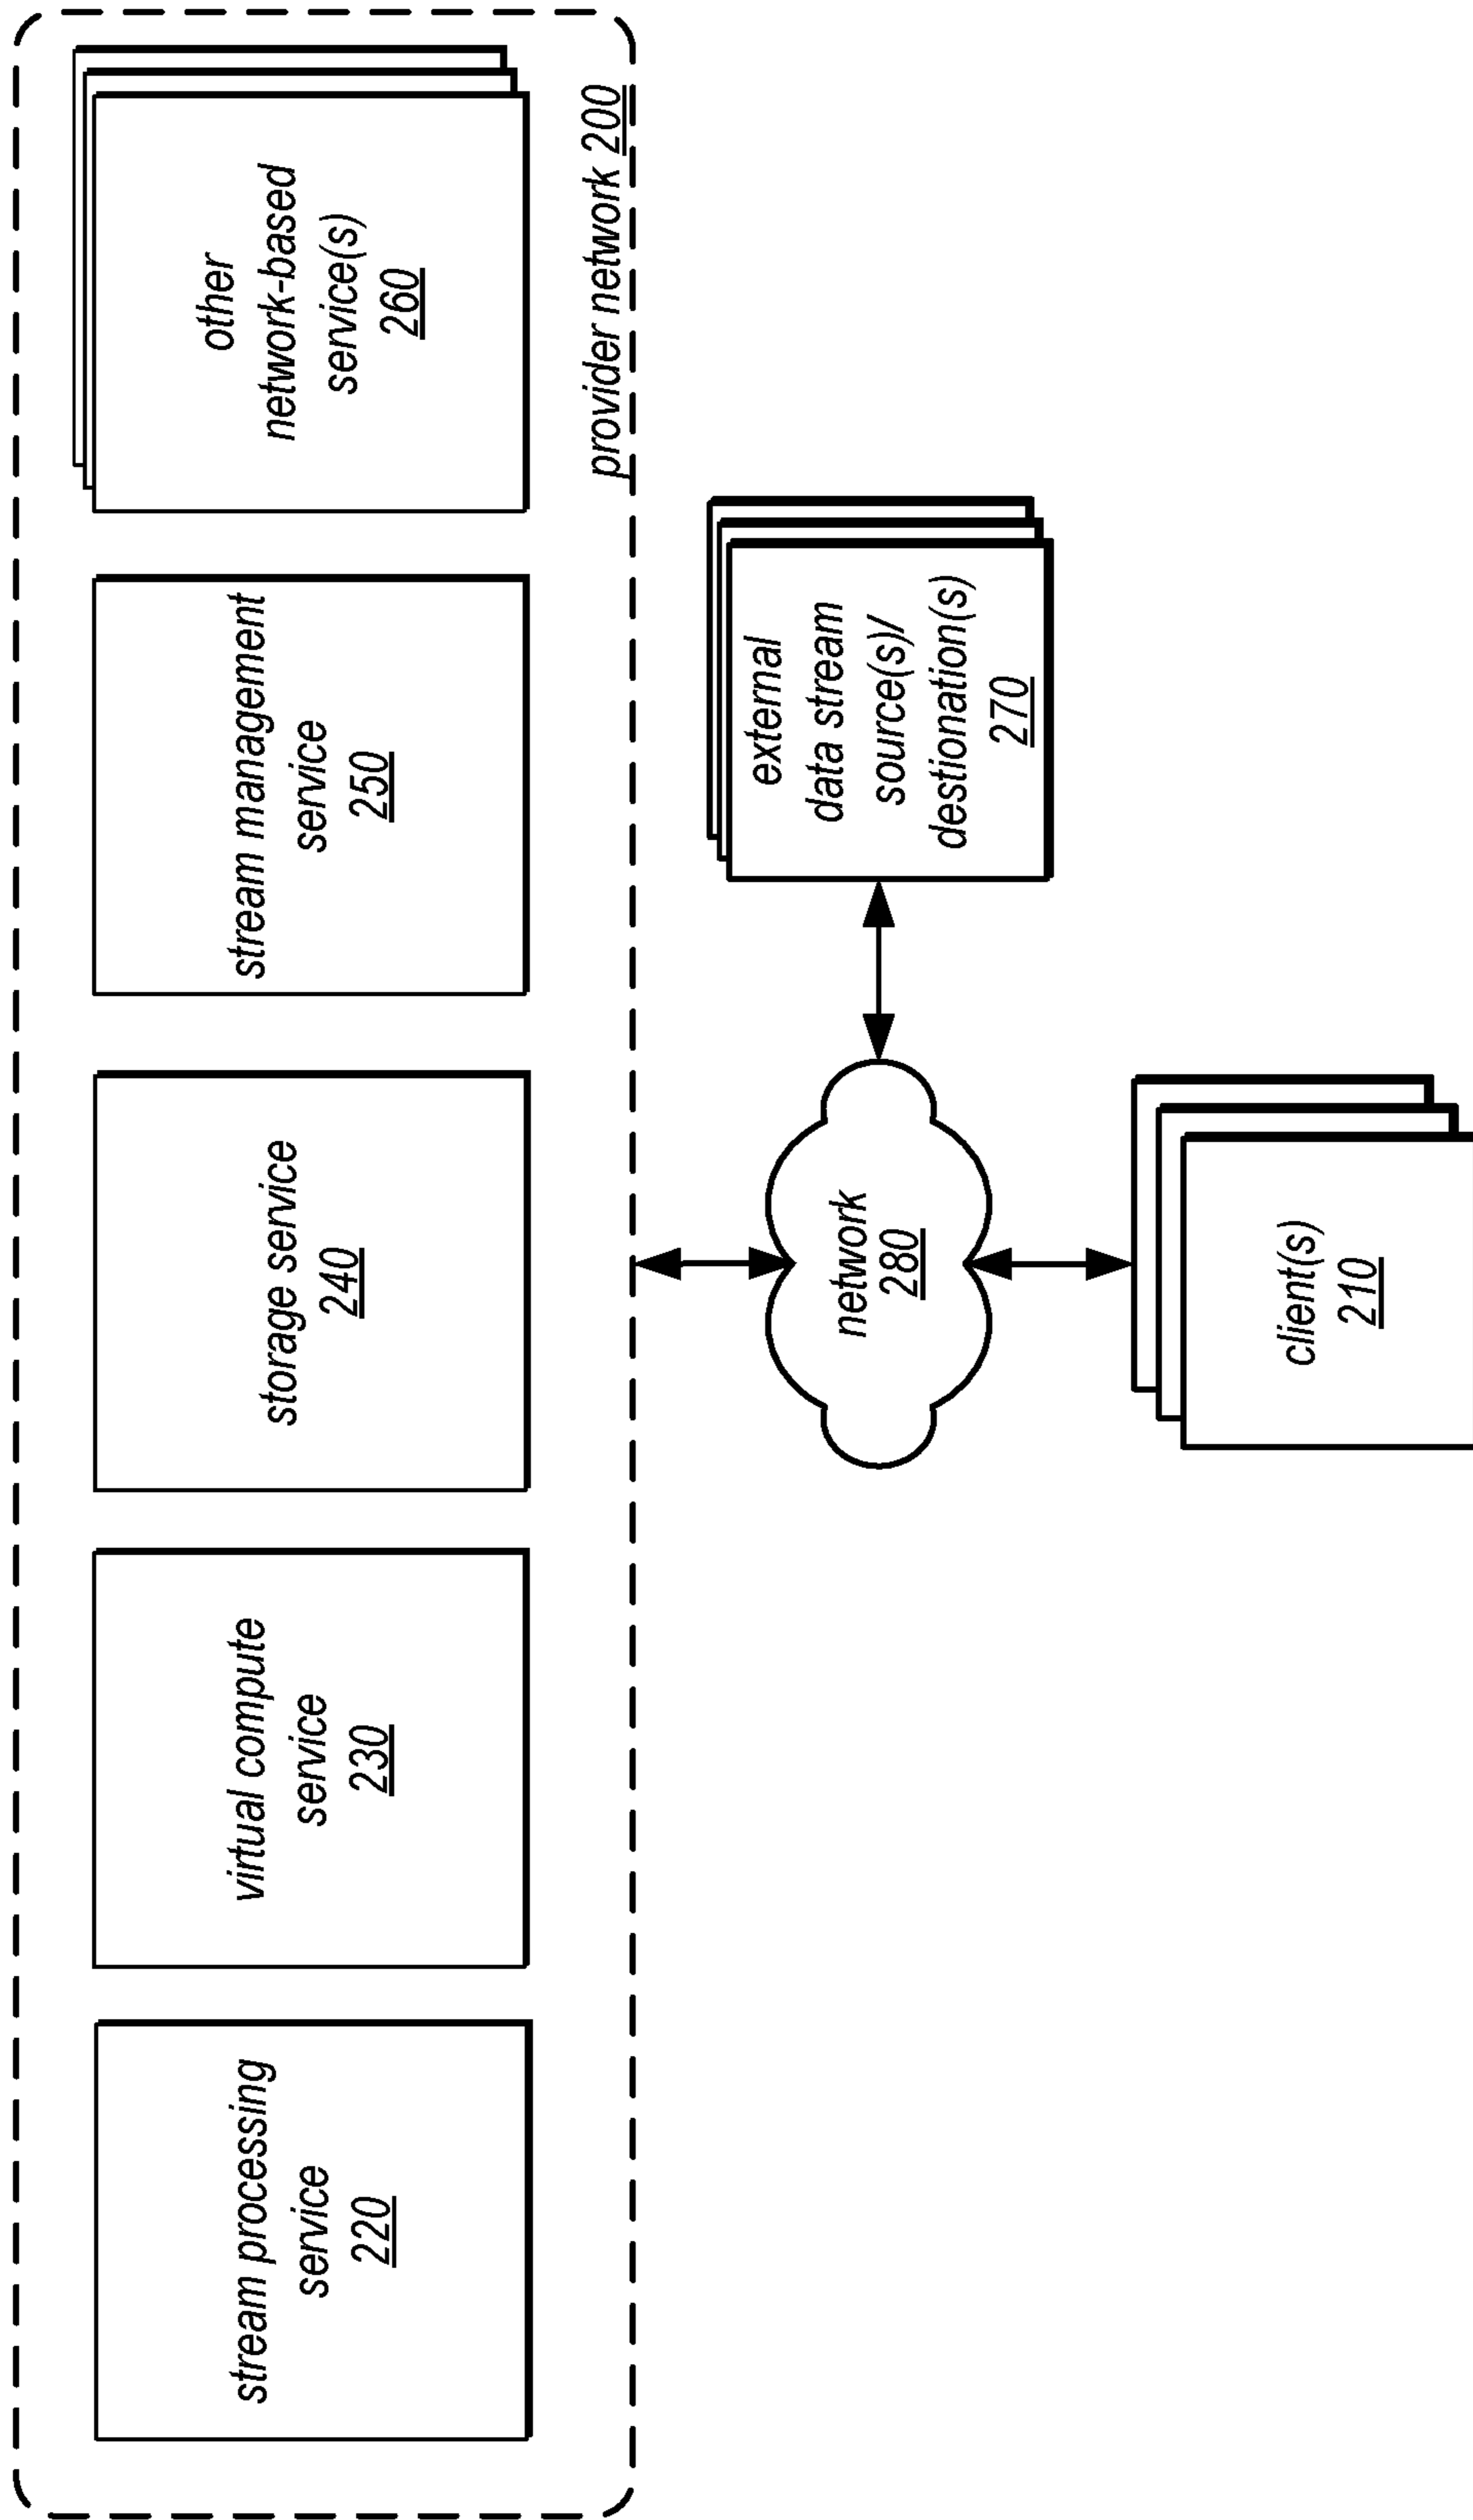 stream processing
service
220
virtual compute
service
230
storage service
240
stream management
service
250
other
network-based
service(s)
260
provider network 200
external
data stream
source(s)/
destionation(s)
270
network
280
client(s)
210